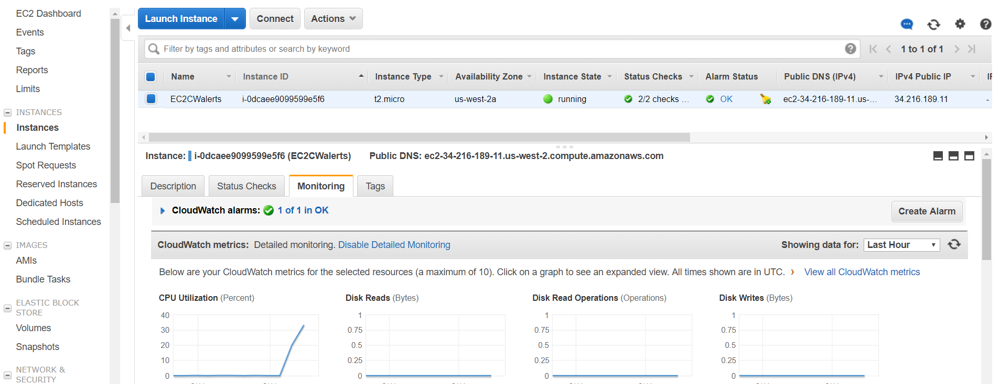 EC2 Dashboard
Events
Tags
Reports
Limits
INSTANCES
Instances
Launch Templates
Spot Requests
Reserved Instances
Dedicated Hosts
Scheduled Instances
IMAGES
AMIs
Bundle Tasks
ELASTIC BLOCK
STORE
Volumes
Snapshots
NETWORK &
SECURITY
Launch Instance Connect Actions
Filter by tags and attributes or search by keyword 1 to 1 of 1
Name Instance ID Instance Type Availability Zone Instance State Status Checks Alarm Status Public DNS (IPv4) IPv4 Public IP
EC2CWalerts i-0dcaee9099599e5f6 t2.micro us-west-2a running 2/2 checks ... OK ec2-34-216-189-11.us-... 34.216.189.11 -
Instance: i-0dcaee9099599e5f6 (EC2CWalerts) Public DNS: ec2-34-216-189-11.us-west-2.compute.amazonaws.com
Description Status Checks Monitoring Tags
CloudWatch alarms: 1 of 1 in OK Create Alarm
CloudWatch metrics: Detailed monitoring. Disable Detailed Monitoring Showing data for: Last Hour
Below are your CloudWatch metrics for the selected resources (a maximum of 10). Click on a graph to see an expanded view. All times shown are in UTC. › View all CloudWatch metrics
CPU Utilization (Percent)
40
30
20
10
0
Disk Reads (Bytes)
1
0.75
0.5
0.25
0
Disk Read Operations (Operations)
1
0.75
0.5
0.25
0
Disk Writes (Bytes)
1
0.75
0.5
0.25
0